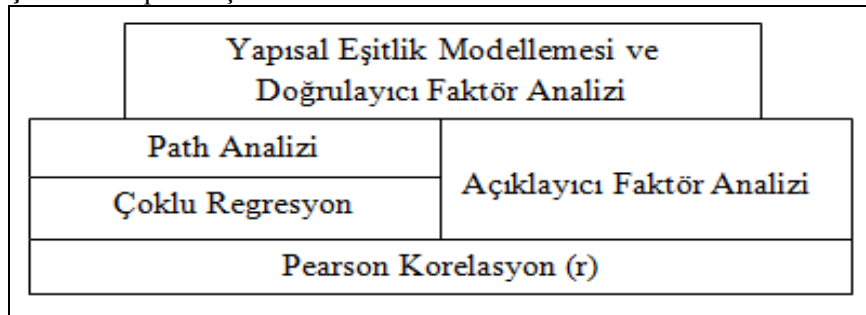 Yapısal Eşitlik Modellemesi ve
Doğrulayıcı Faktör Analizi
Path Analizi
Çoklu Regresyon
Açıklayıcı Faktör Analizi
Pearson Korelasyon (r)